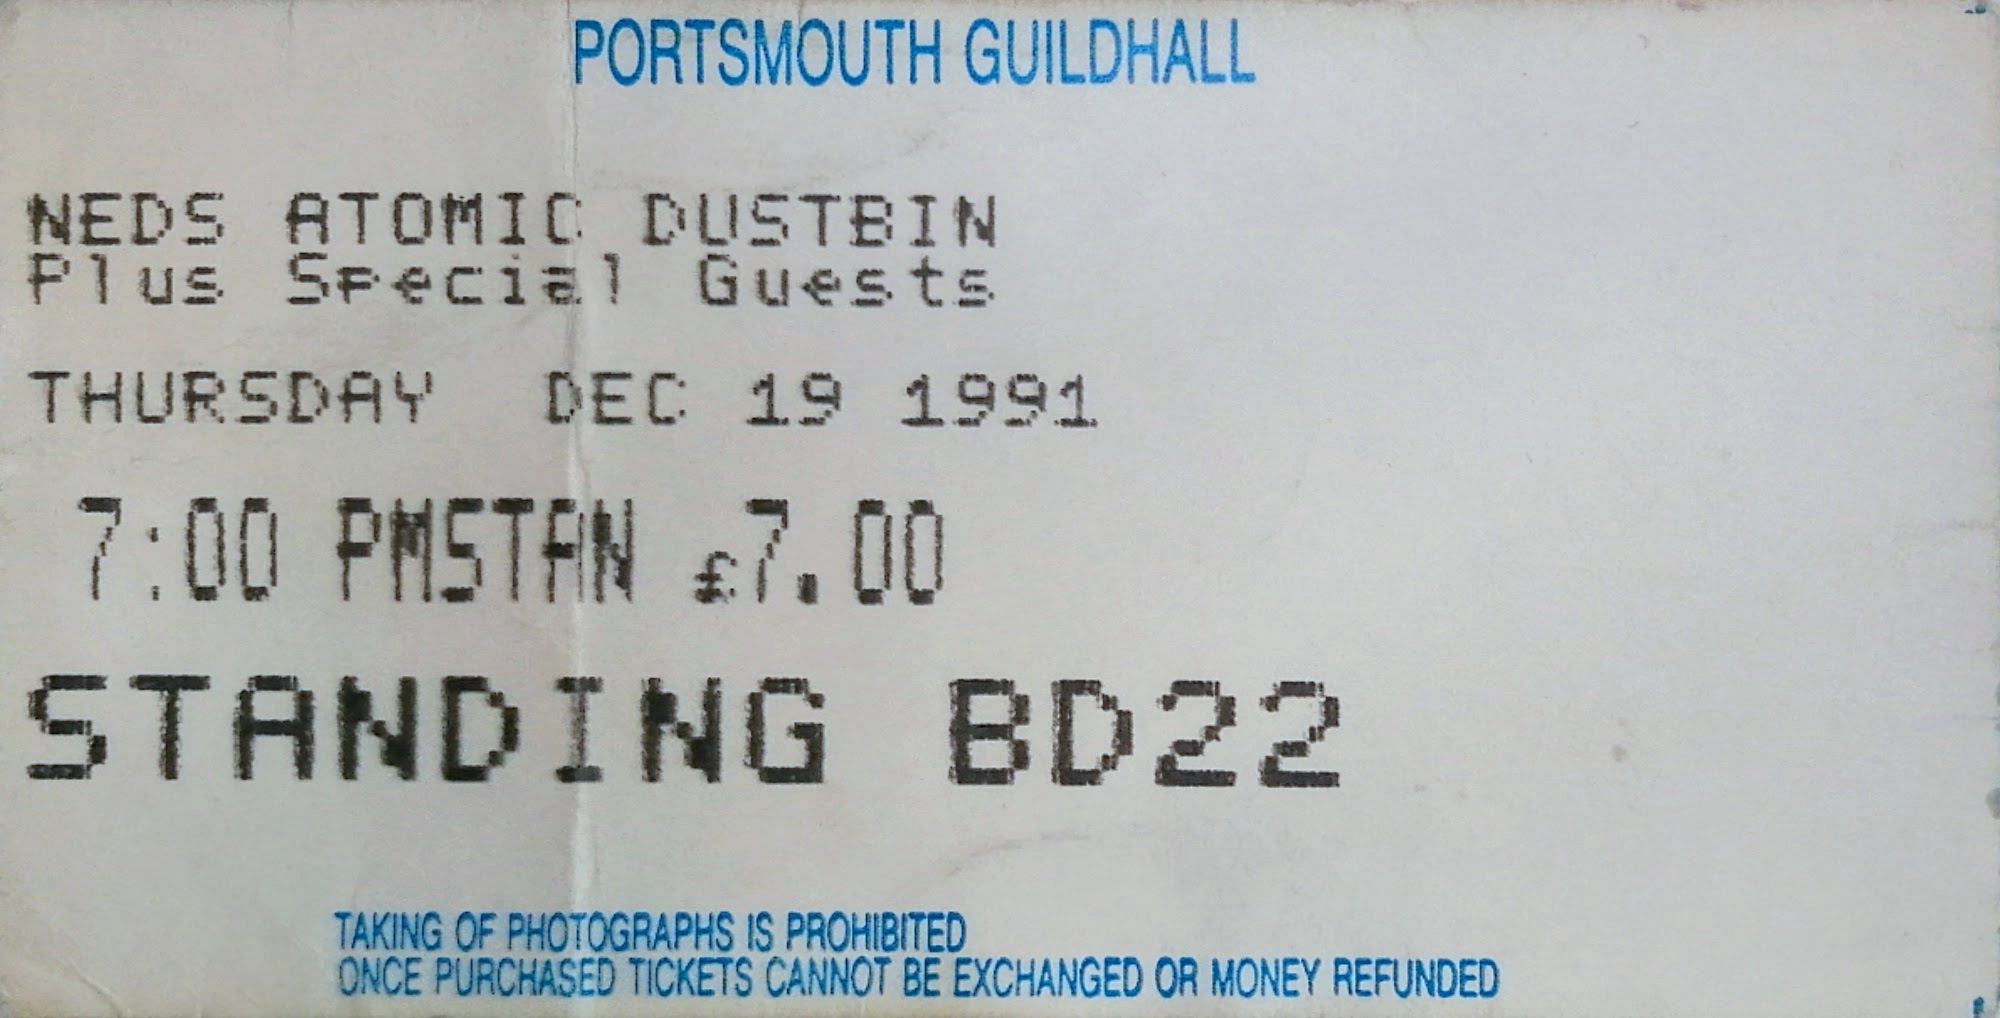 PORTSMOUTH GUILDHALL
NEDS ATOMIC DUSTBIN
Plus Special Guests
THURSDAY DEC 19 1991
7:00 PMSTAN £7.00
STANDING BD22
TAKING OF PHOTOGRAPHS IS PROHIBITED
ONCE PURCHASED TICKETS CANNOT BE EXCHANGED OR MONEY REFUNDED